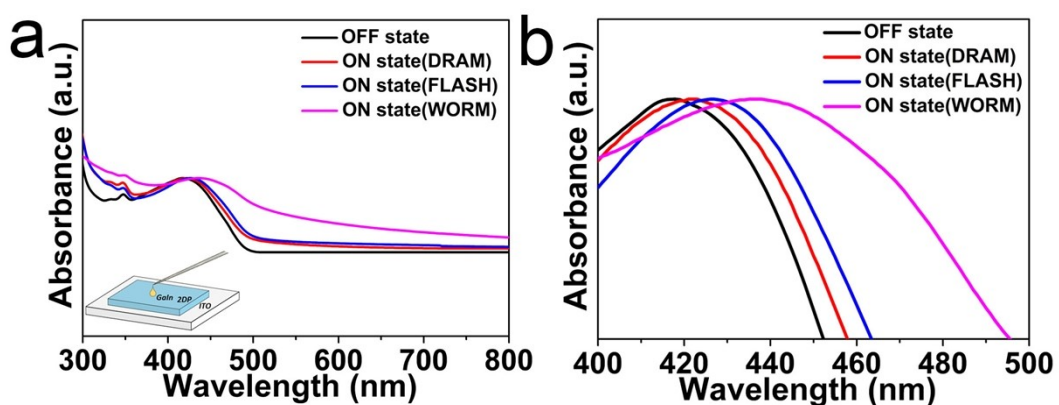 a
OFF state
ON state(DRAM)
ON state(FLASH)
ON state(WORM)
Absorbance (a.u.)
GaIn 2DP ITO
300 400 500 600 700 800
Wavelength (nm)
b
OFF state
ON state(DRAM)
ON state(FLASH)
ON state(WORM)
Absorbance (a.u.)
400 420 440 460 480 500
Wavelength (nm)